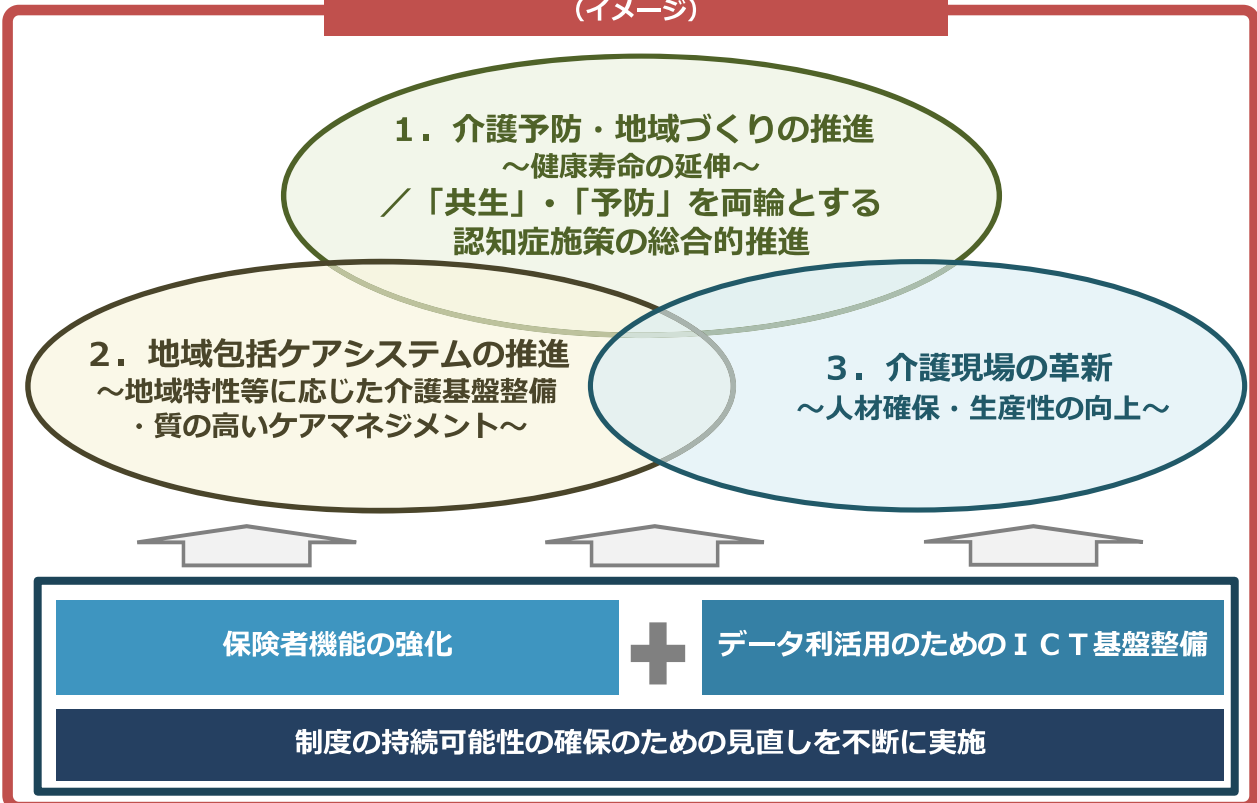 （イメージ）
１．介護予防・地域づくりの推進
～健康寿命の延伸～
／「共生」・「予防」を両輪とする
認知症施策の総合的推進
２．地域包括ケアシステムの推進
～地域特性等に応じた介護基盤整備
・質の高いケアマネジメント～
３．介護現場の革新
～人材確保・生産性の向上～
保険者機能の強化
データ利活用のためのＩＣＴ基盤整備
制度の持続可能性の確保のための見直しを不断に実施